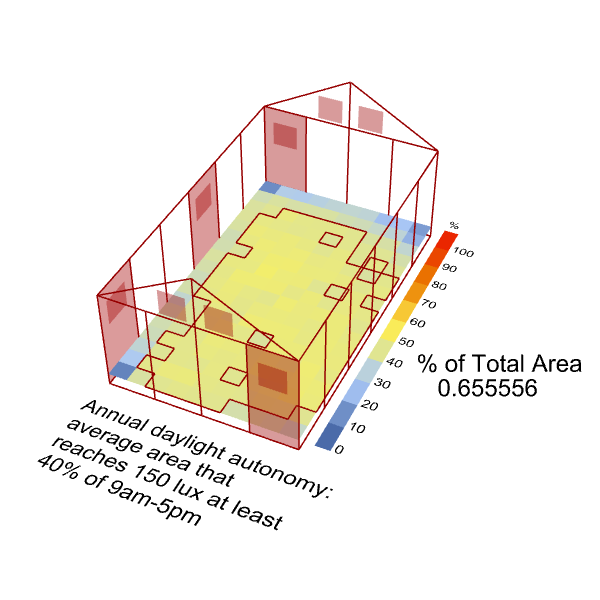 %
100
90
80
70
60
50
40
30
20
10
0
% of Total Area
0.655556
Annual daylight autonomy:
average area that
reaches 150 lux at least
40% of 9am-5pm